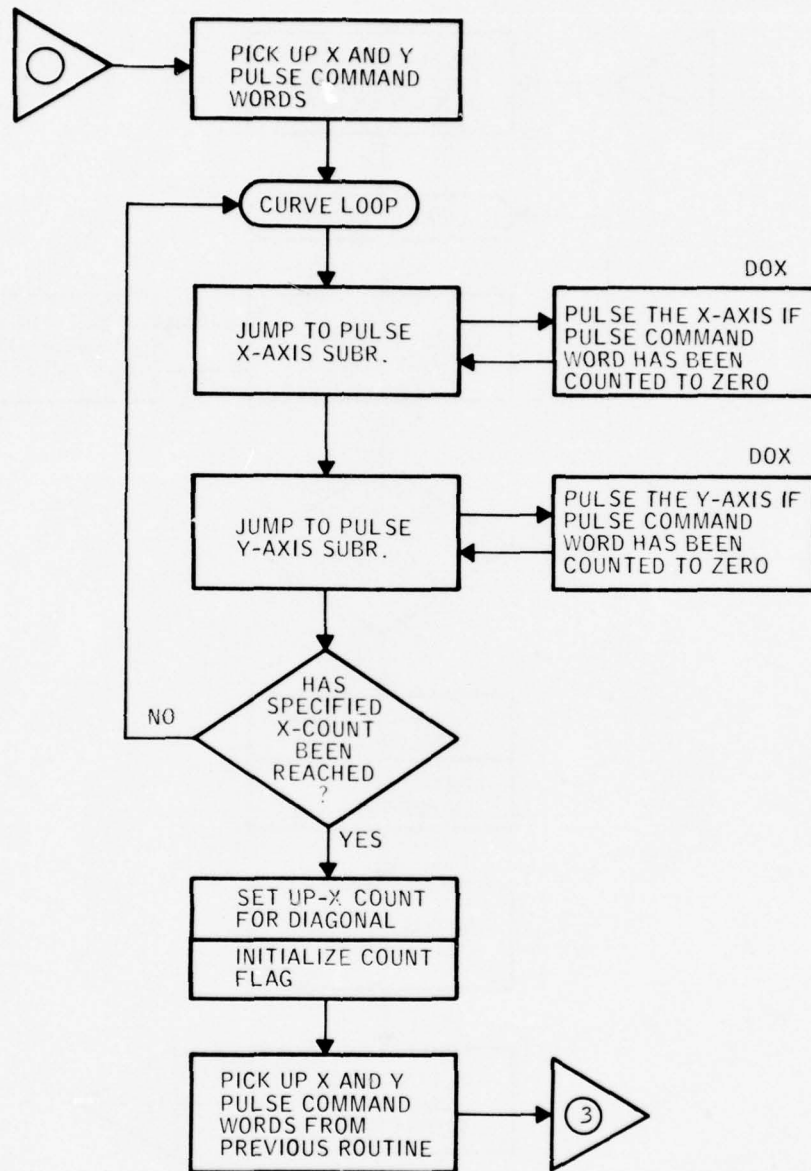 PICK UP X AND Y
PULSE COMMAND
WORDS
CURVE LOOP
DOX
JUMP TO PULSE
X-AXIS SUBR.
PULSE THE X-AXIS IF
PULSE COMMAND
WORD HAS BEEN
COUNTED TO ZERO
DOX
JUMP TO PULSE
Y-AXIS SUBR.
PULSE THE Y-AXIS IF
PULSE COMMAND
WORD HAS BEEN
COUNTED TO ZERO
HAS
SPECIFIED
X-COUNT
BEEN
REACHED
?
NO
YES
SET UP-X COUNT
FOR DIAGONAL
INITIALIZE COUNT
FLAG
PICK UP X AND Y
PULSE COMMAND
WORDS FROM
PREVIOUS ROUTINE
3